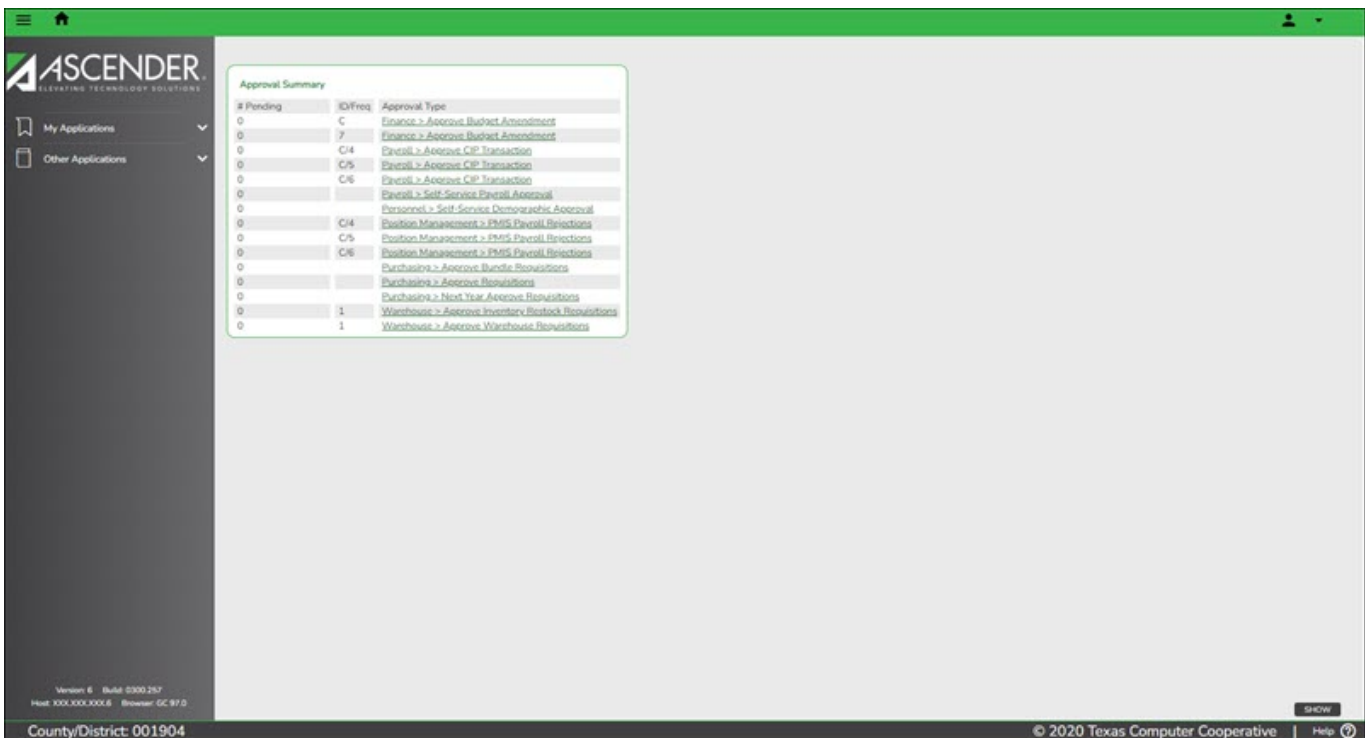 ASCENDER
ELEVATING TECHNOLOGY SOLUTIONS
My Applications
Other Applications
Approval Summary
# Pending ID/Freq Approval Type
0 C Finance > Approve Budget Amendment
0 7 Finance > Approve Budget Amendment
0 C/4 Payroll > Approve CIP Transaction
0 C/5 Payroll > Approve CIP Transaction
0 C/6 Payroll > Approve CIP Transaction
0 Payroll > Self-Service Payroll Approval
0 Personnel > Self-Service Demographic Approval
0 C/4 Position Management > PMIS Payroll Rejections
0 C/5 Position Management > PMIS Payroll Rejections
0 C/6 Position Management > PMIS Payroll Rejections
0 Purchasing > Approve Bundle Requisitions
0 Purchasing > Approve Requisitions
0 Purchasing > Next Year Approve Requisitions
0 1 Warehouse > Approve Inventory Restock Requisitions
0 1 Warehouse > Approve Warehouse Requisitions
Version: 6 Build: 0300.257
Host: XXX.XXX.XXX.6 Browser: GC 97.0
SHOW
County/District: 001904 © 2020 Texas Computer Cooperative | Help ?